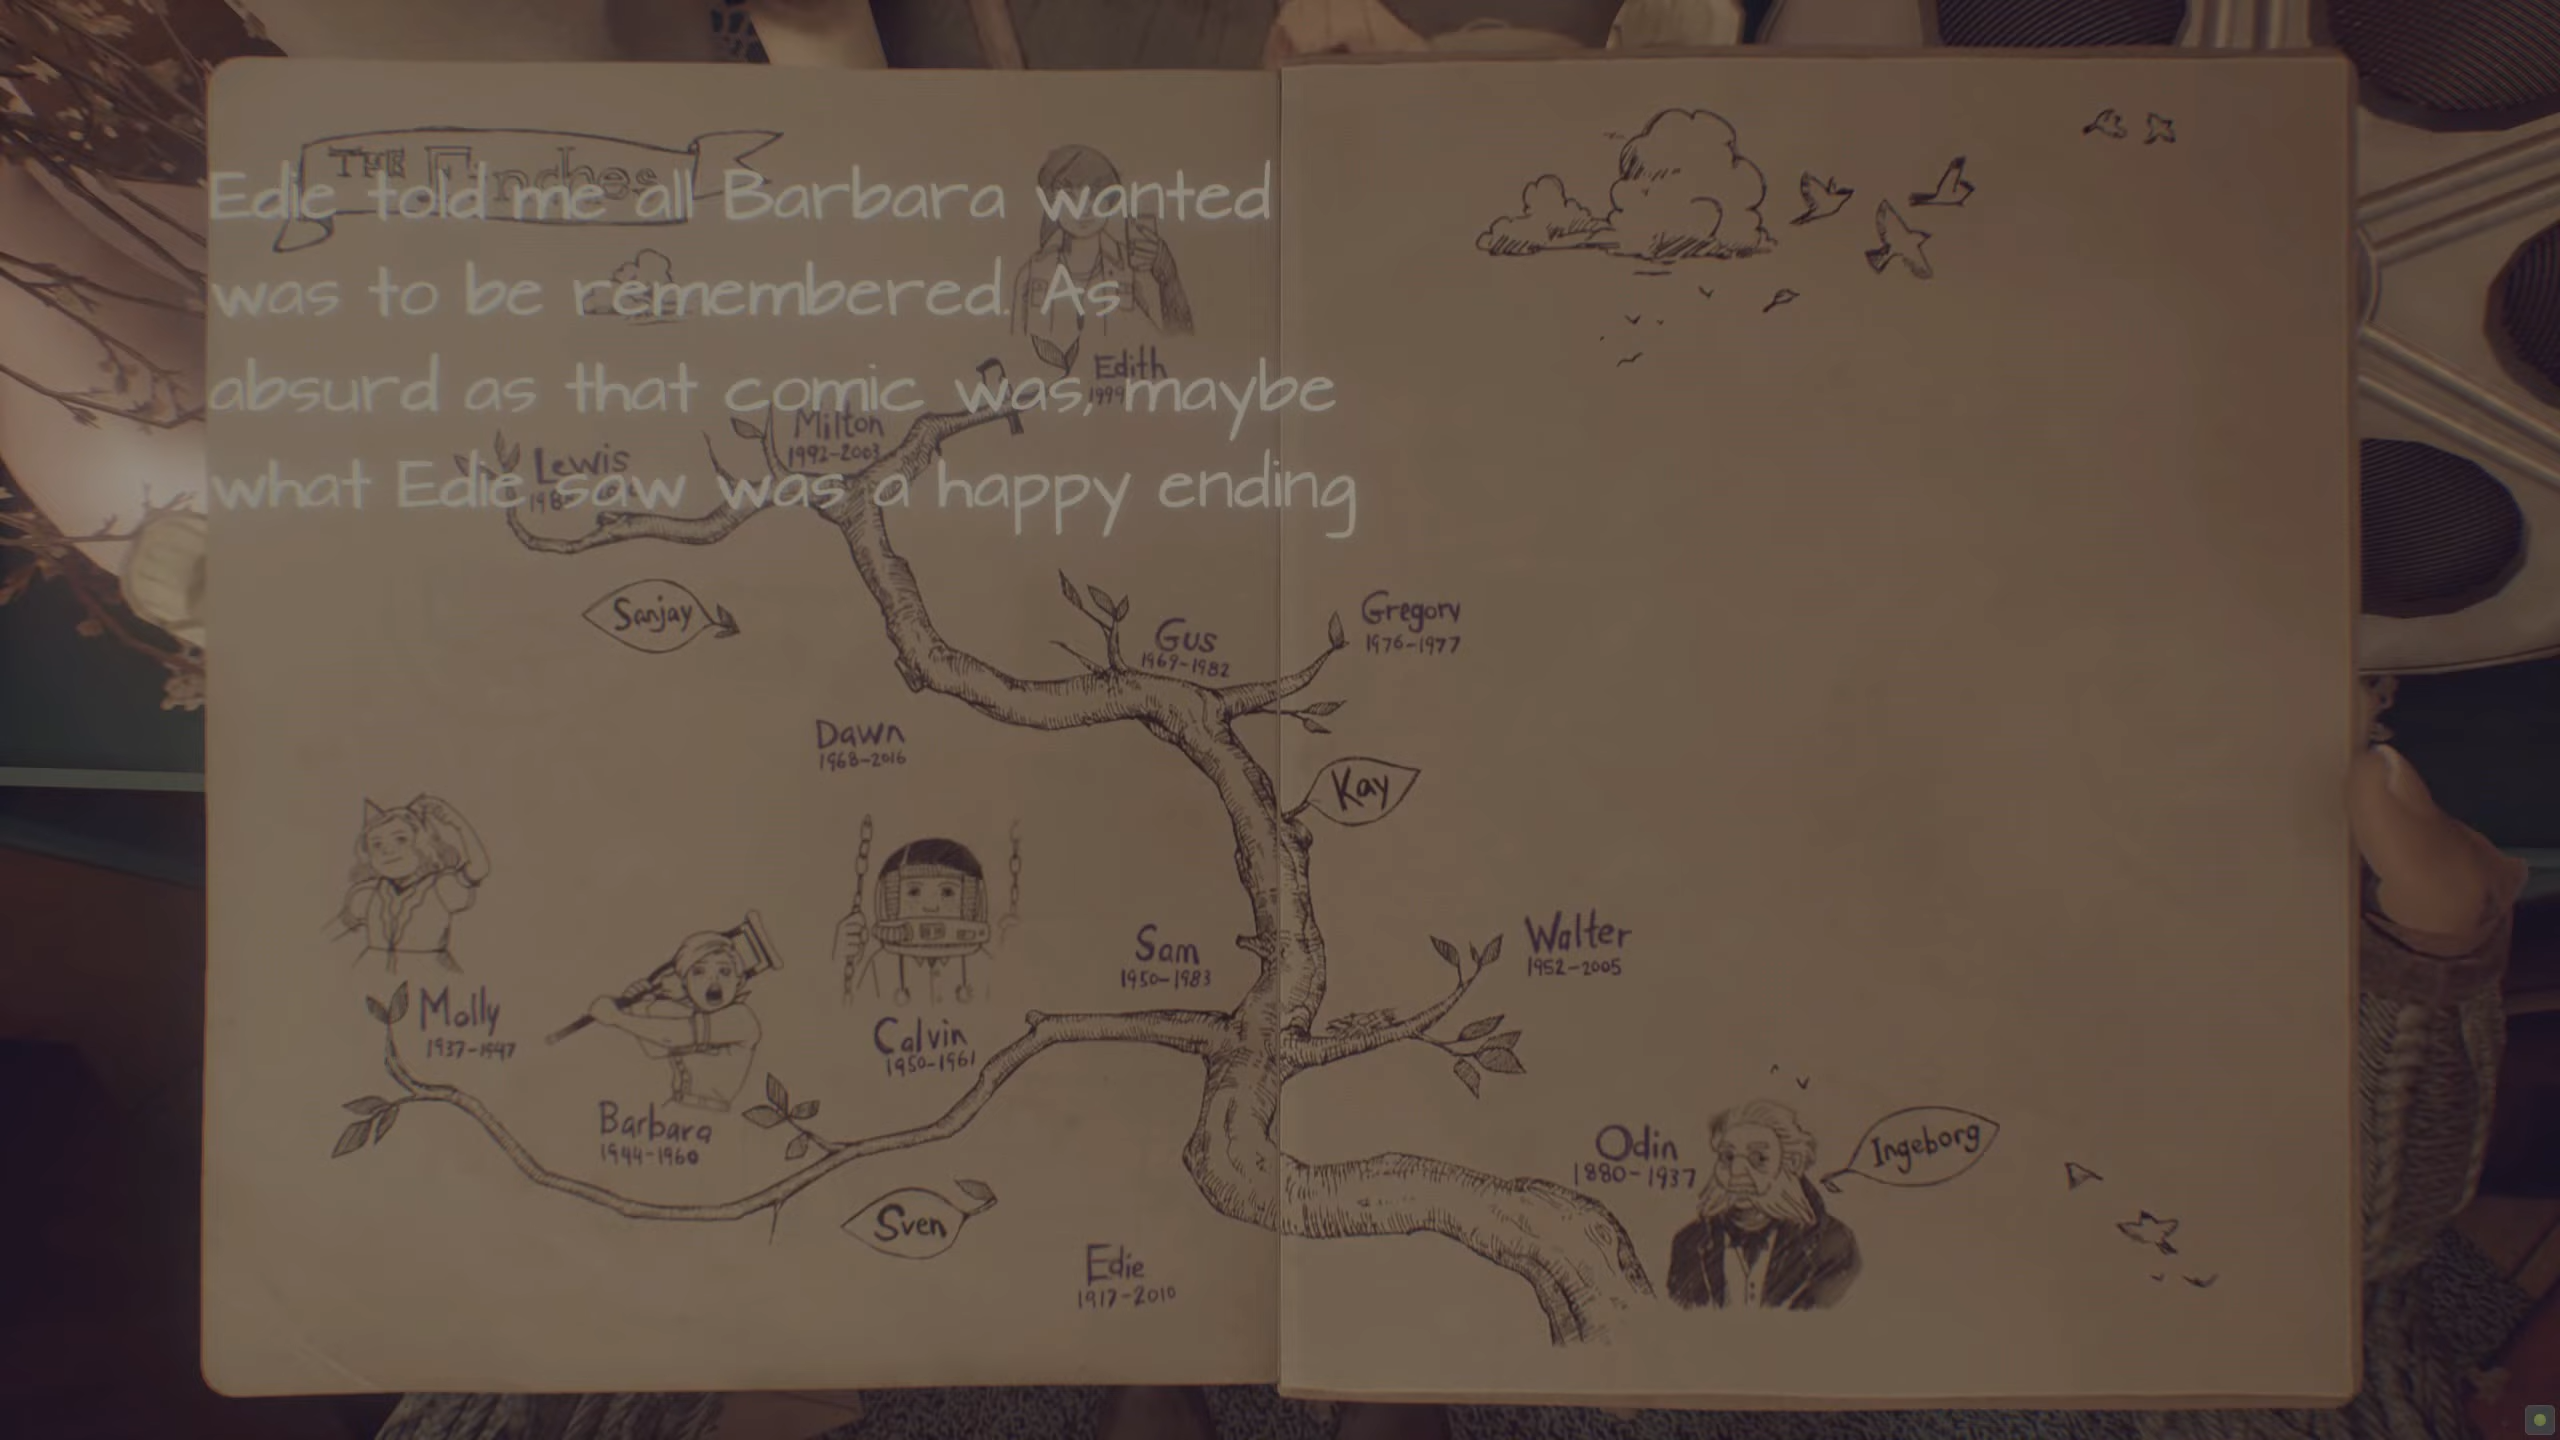 THE Finches
Edie told me all Barbara wanted
was to be remembered. As
absurd as that comic was, maybe
what Edie saw was a happy ending
Edith
1999
Milton
1992-2003
Lewis
Sanjay
Gus
1969-1982
Gregory
1976-1977
Dawn
1968-2016
Kay
Sam
1950-1983
Walter
1952-2005
Molly
1937-1947
Calvin
1950-1961
Barbara
1944-1960
Odin
1880-1937
Ingeborg
Sven
Edie
1917-2010